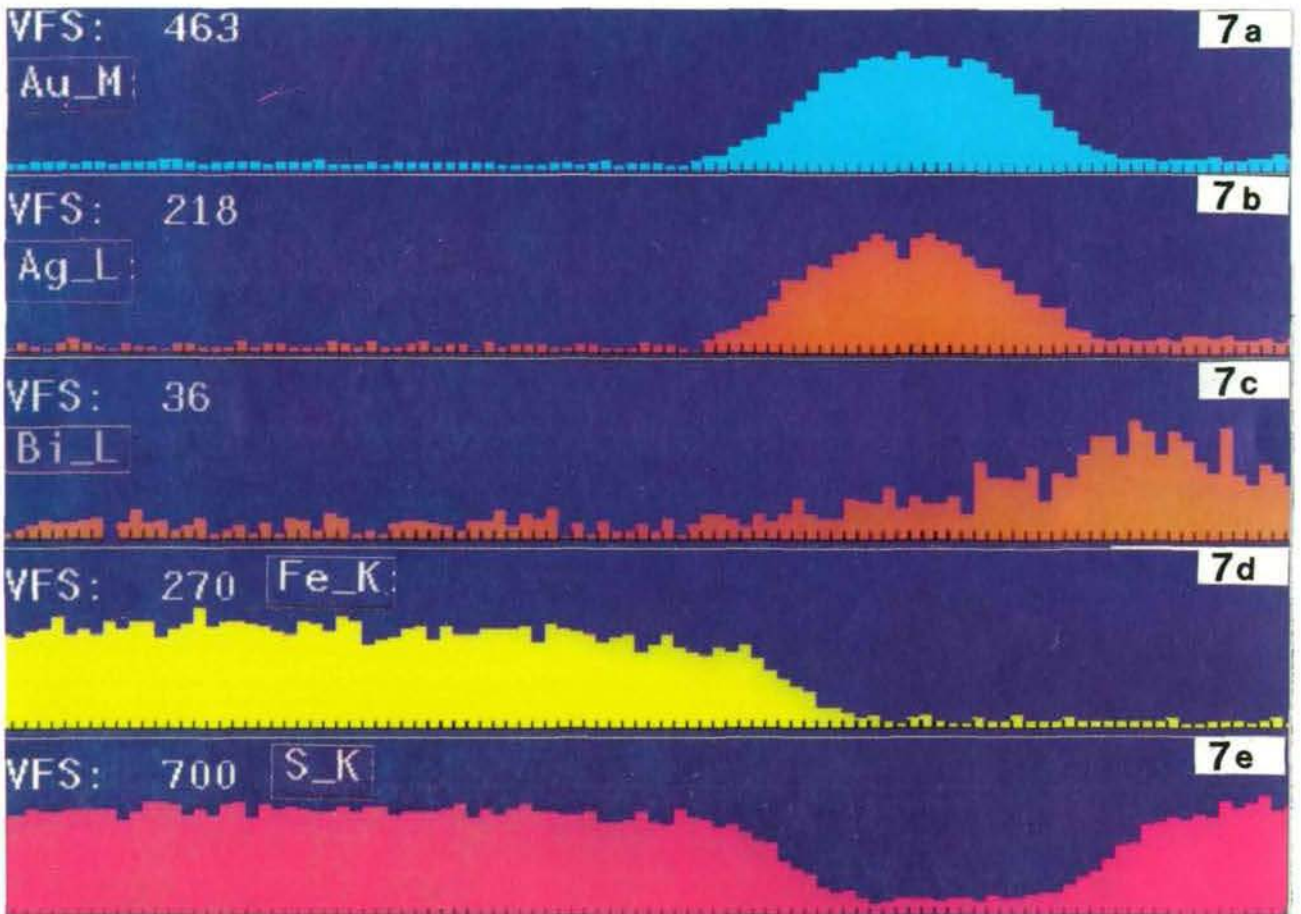 VFS: 463 7a
Au_M
VFS: 218 7b
Ag_L
VFS: 36 7c
Bi_L
VFS: 270 Fe_K 7d
VFS: 700 S_K 7e